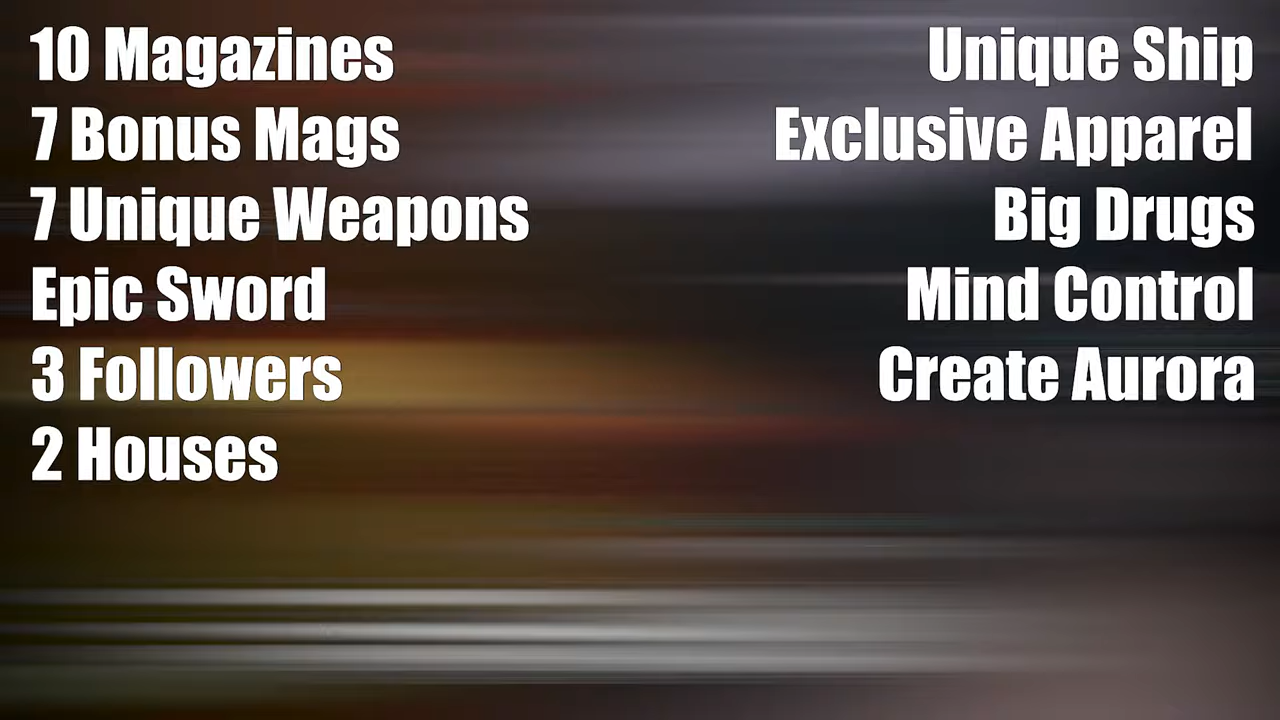 10 Magazines
7 Bonus Mags
7 Unique Weapons
Epic Sword
3 Followers
2 Houses
Unique Ship
Exclusive Apparel
Big Drugs
Mind Control
Create Aurora